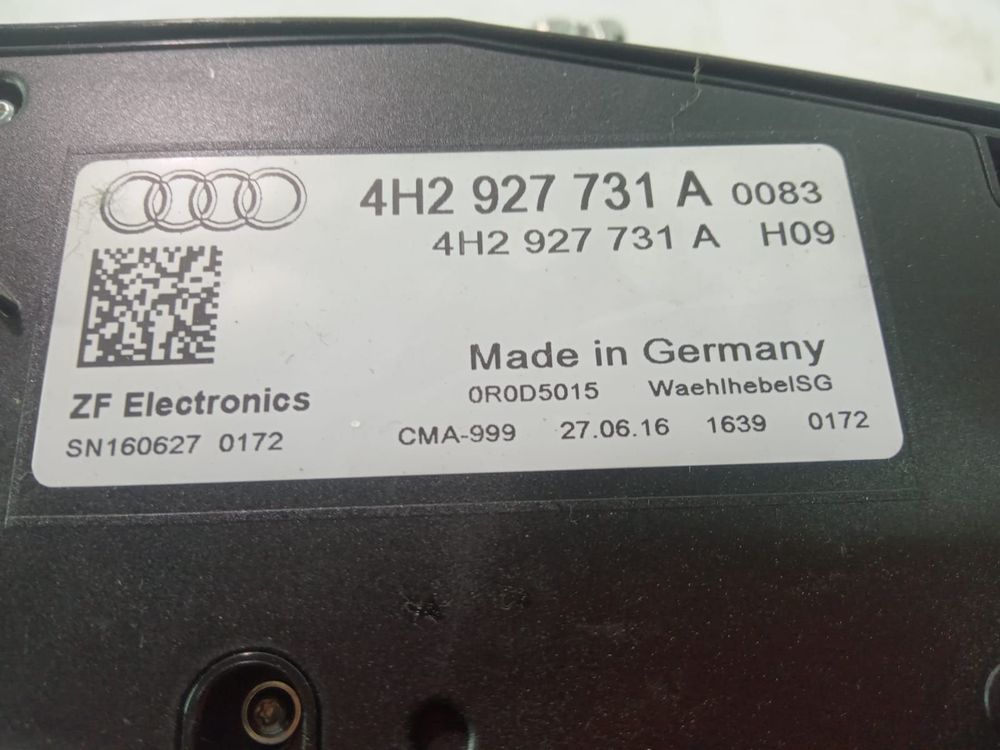 4H2 927 731 A 0083
4H2 927 731 A H09
Made in Germany
0R0D5015 WaehlhebelSG
ZF Electronics
SN160627 0172 CMA-999 27.06.16 1639 0172